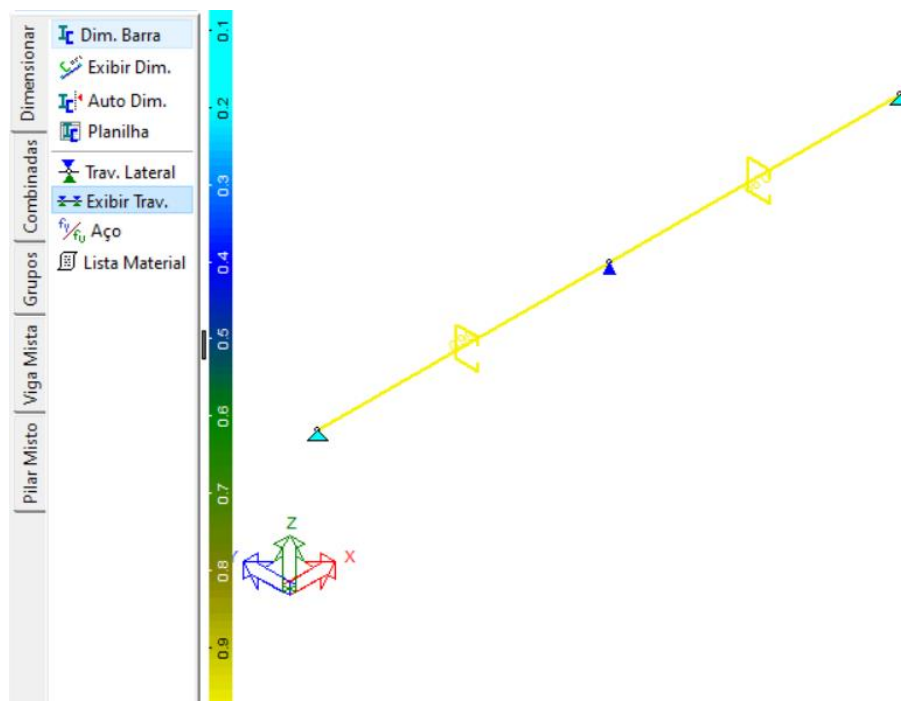 Dimensionar
Combinadas
Grupos
Viga Mista
Pilar Misto
Dim. Barra
Exibir Dim.
Auto Dim.
Planilha
Trav. Lateral
Exibir Trav.
fy/fu Aço
Lista Material
0.1
0.2
0.3
0.4
0.5
0.6
0.7
0.8
0.9
Z
X